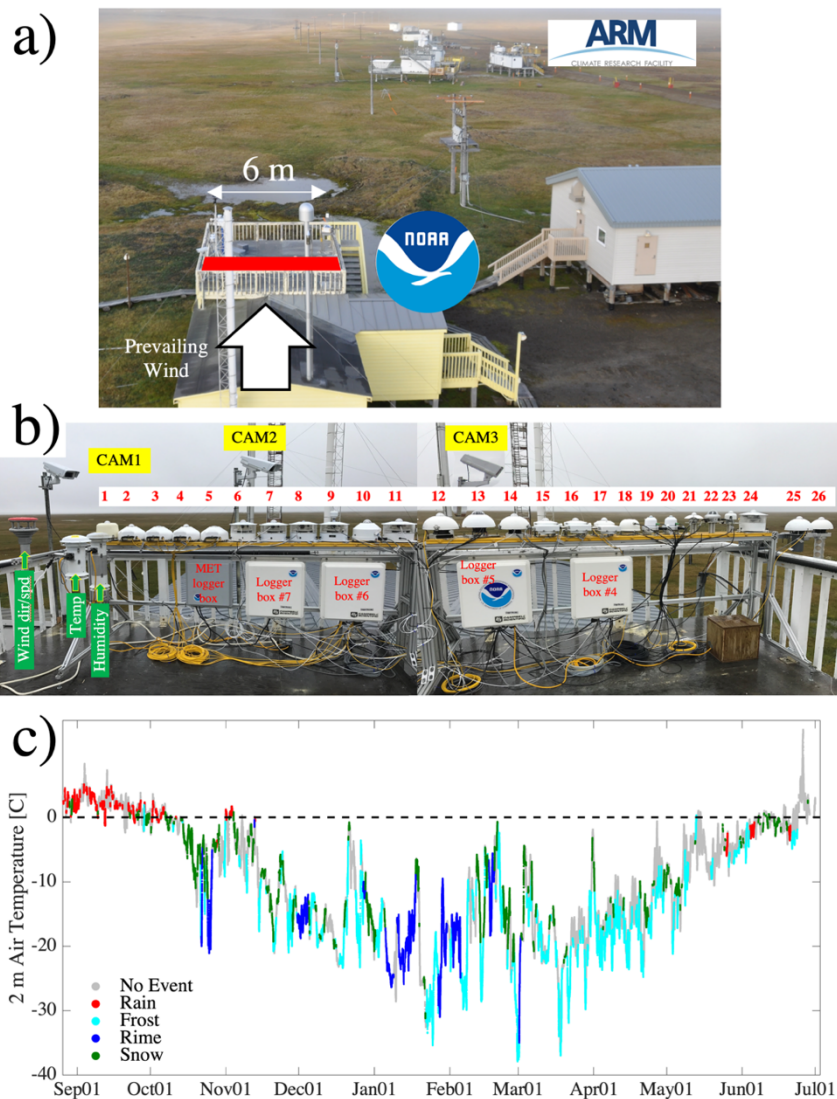 a)
ARM
CLIMATE RESEARCH FACILITY
6 m
NOAA
Prevailing
Wind
b)
CAM1
CAM2
CAM3
1 2 3 4 5 6 7 8 9 10 11 12 13 14 15 16 17 18 19 20 21 22 23 24 25 26
Wind dir/spd
Temp
Humidity
MET
logger
box
Logger
box #7
Logger
box #6
Logger
box #5
NOAA
Logger
box #4
c)
2 m Air Temperature [C]
0
-10
-20
-30
-40
No Event
Rain
Frost
Rime
Snow
Sep01 Oct01 Nov01 Dec01 Jan01 Feb01 Mar01 Apr01 May01 Jun01 Jul01